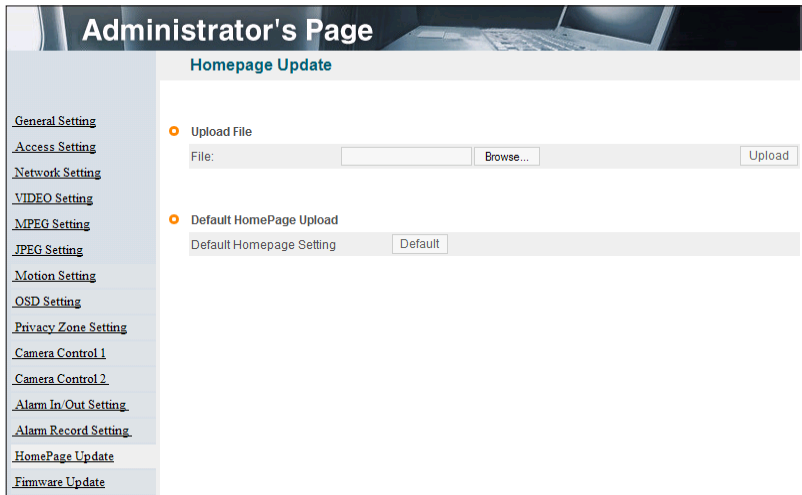 Administrator's Page
Homepage Update
General Setting
Access Setting
Network Setting
VIDEO Setting
MPEG Setting
JPEG Setting
Motion Setting
OSD Setting
Privacy Zone Setting
Camera Control 1
Camera Control 2
Alarm In/Out Setting
Alarm Record Setting
HomePage Update
Firmware Update
Upload File
File: Browse... Upload
Default HomePage Upload
Default Homepage Setting Default